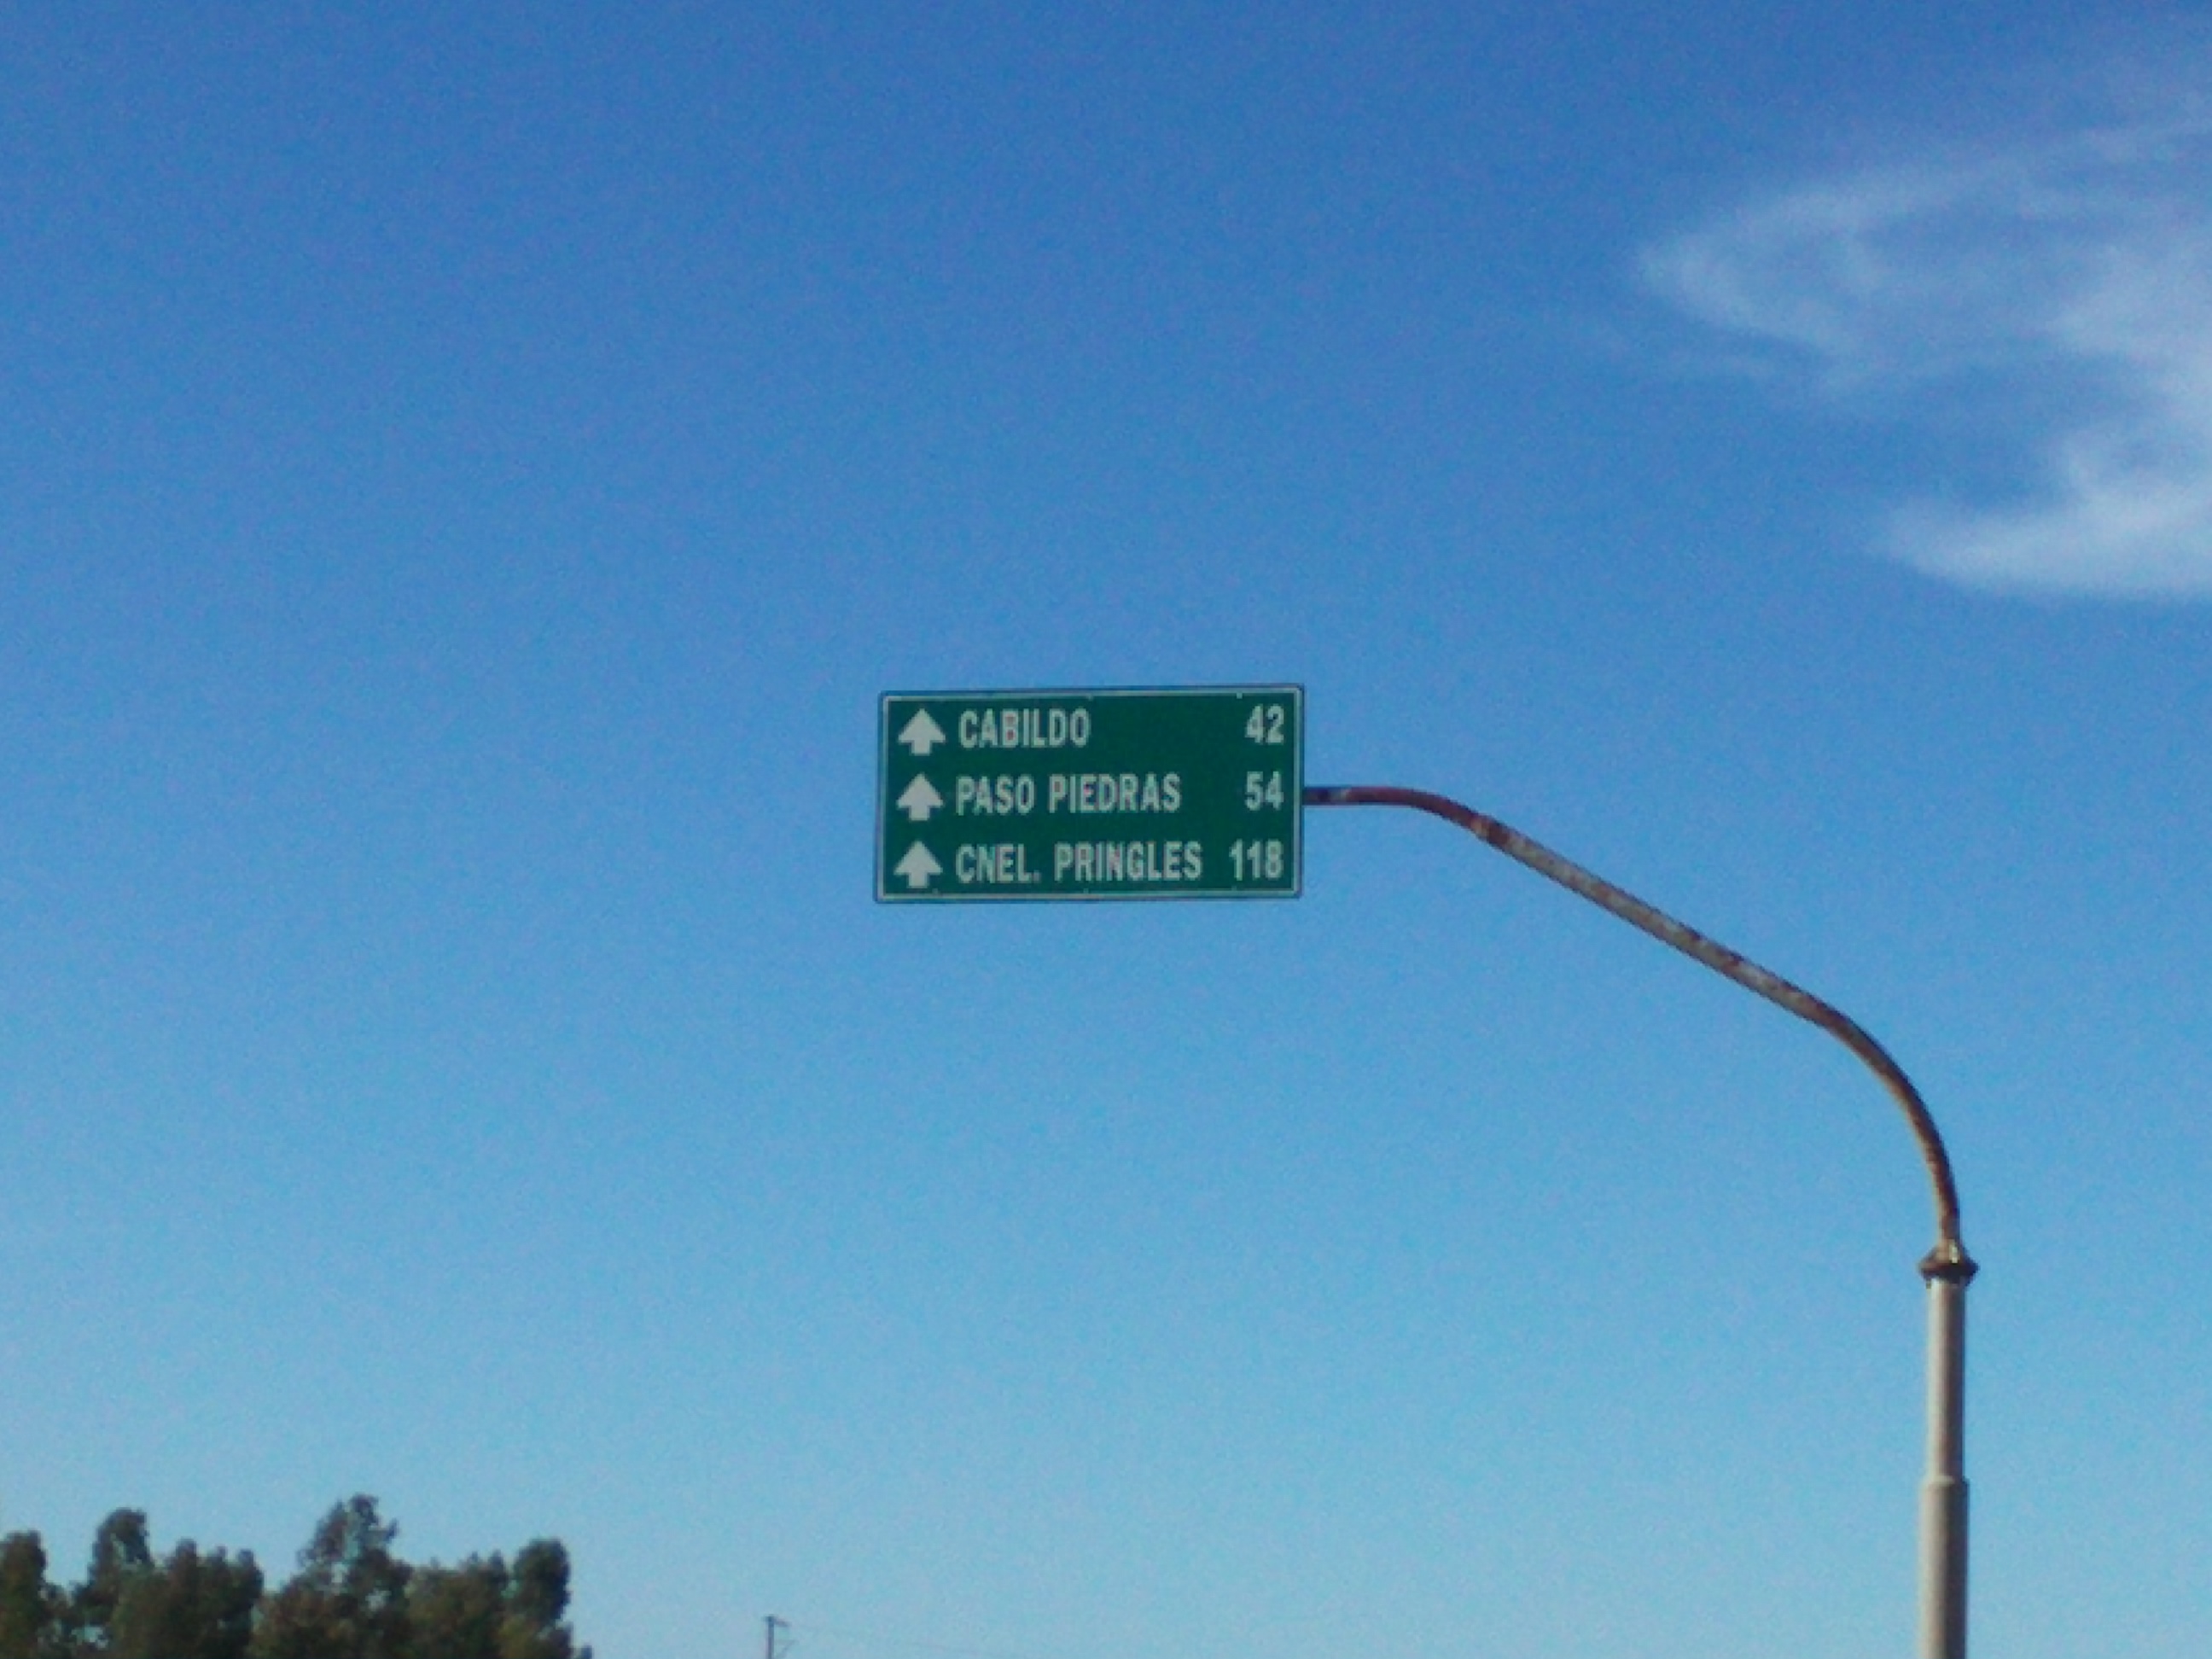 CABILDO 42
PASO PIEDRAS 54
CNEL. PRINGLES 118